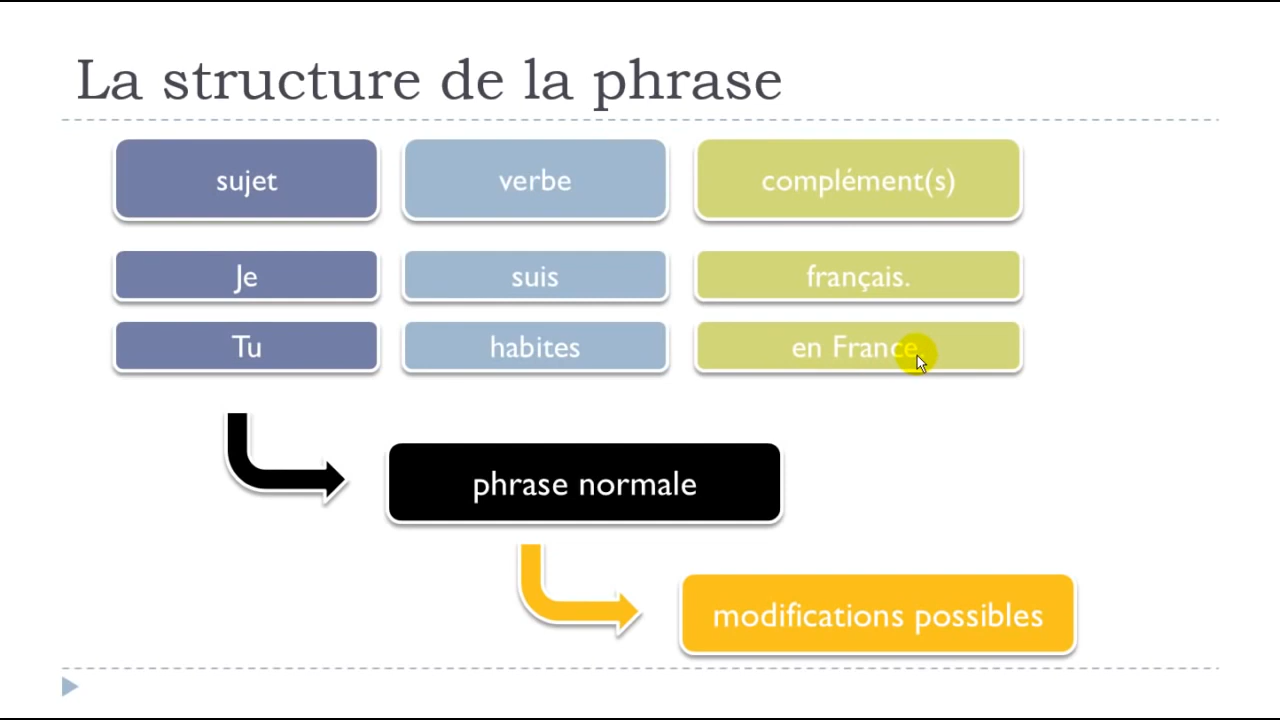 La structure de la phrase
sujet verbe complément(s)
Je suis français.
Tu habites en France
phrase normale
modifications possibles